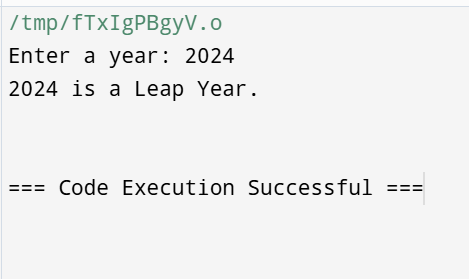 /tmp/fTxIgPBgyV.o
Enter a year: 2024
2024 is a Leap Year.
=== Code Execution Successful ===